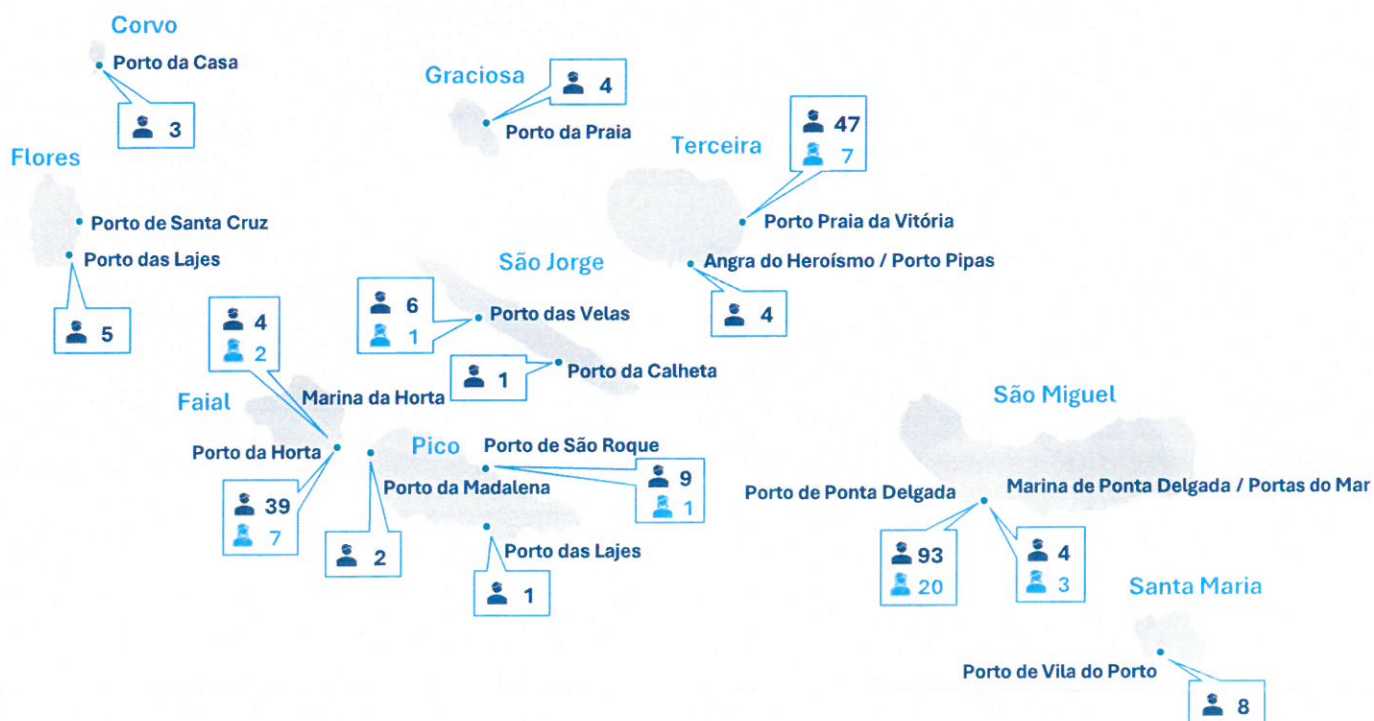 Corvo
Porto da Casa
3
Graciosa
4
Porto da Praia
Terceira
47
7
Porto Praia da Vitória
Angra do Heroísmo / Porto Pipas
4
Flores
Porto de Santa Cruz
Porto das Lajes
5
São Jorge
6
1
Porto das Velas
1
Porto da Calheta
4
2
Marina da Horta
Faial
Porto da Horta
39
7
Pico
Porto de São Roque
9
1
Porto da Madalena
2
Porto das Lajes
1
São Miguel
Porto de Ponta Delgada
93
20
Marina de Ponta Delgada / Portas do Mar
4
3
Santa Maria
Porto de Vila do Porto
8